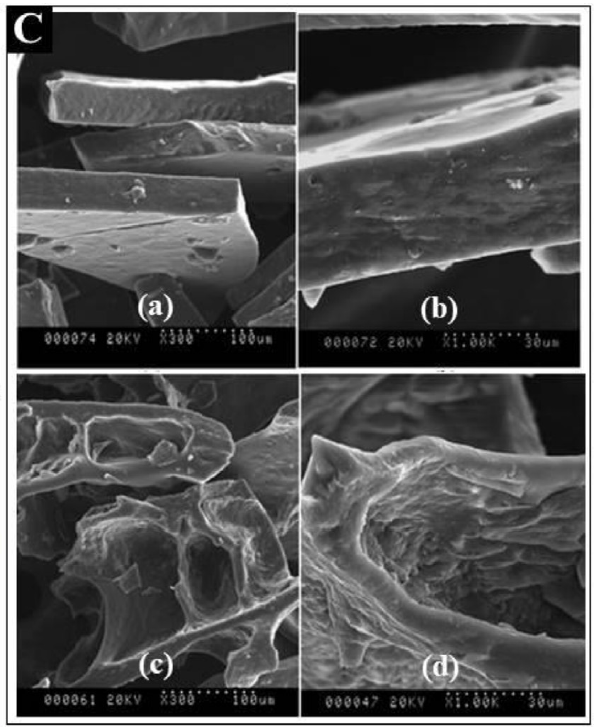 C
(a)
000074 20KV X300 100um
(b)
000072 20KV X1.00K 30um
(c)
000061 20KV X300 100um
(d)
000047 20KV X1.00K 30um